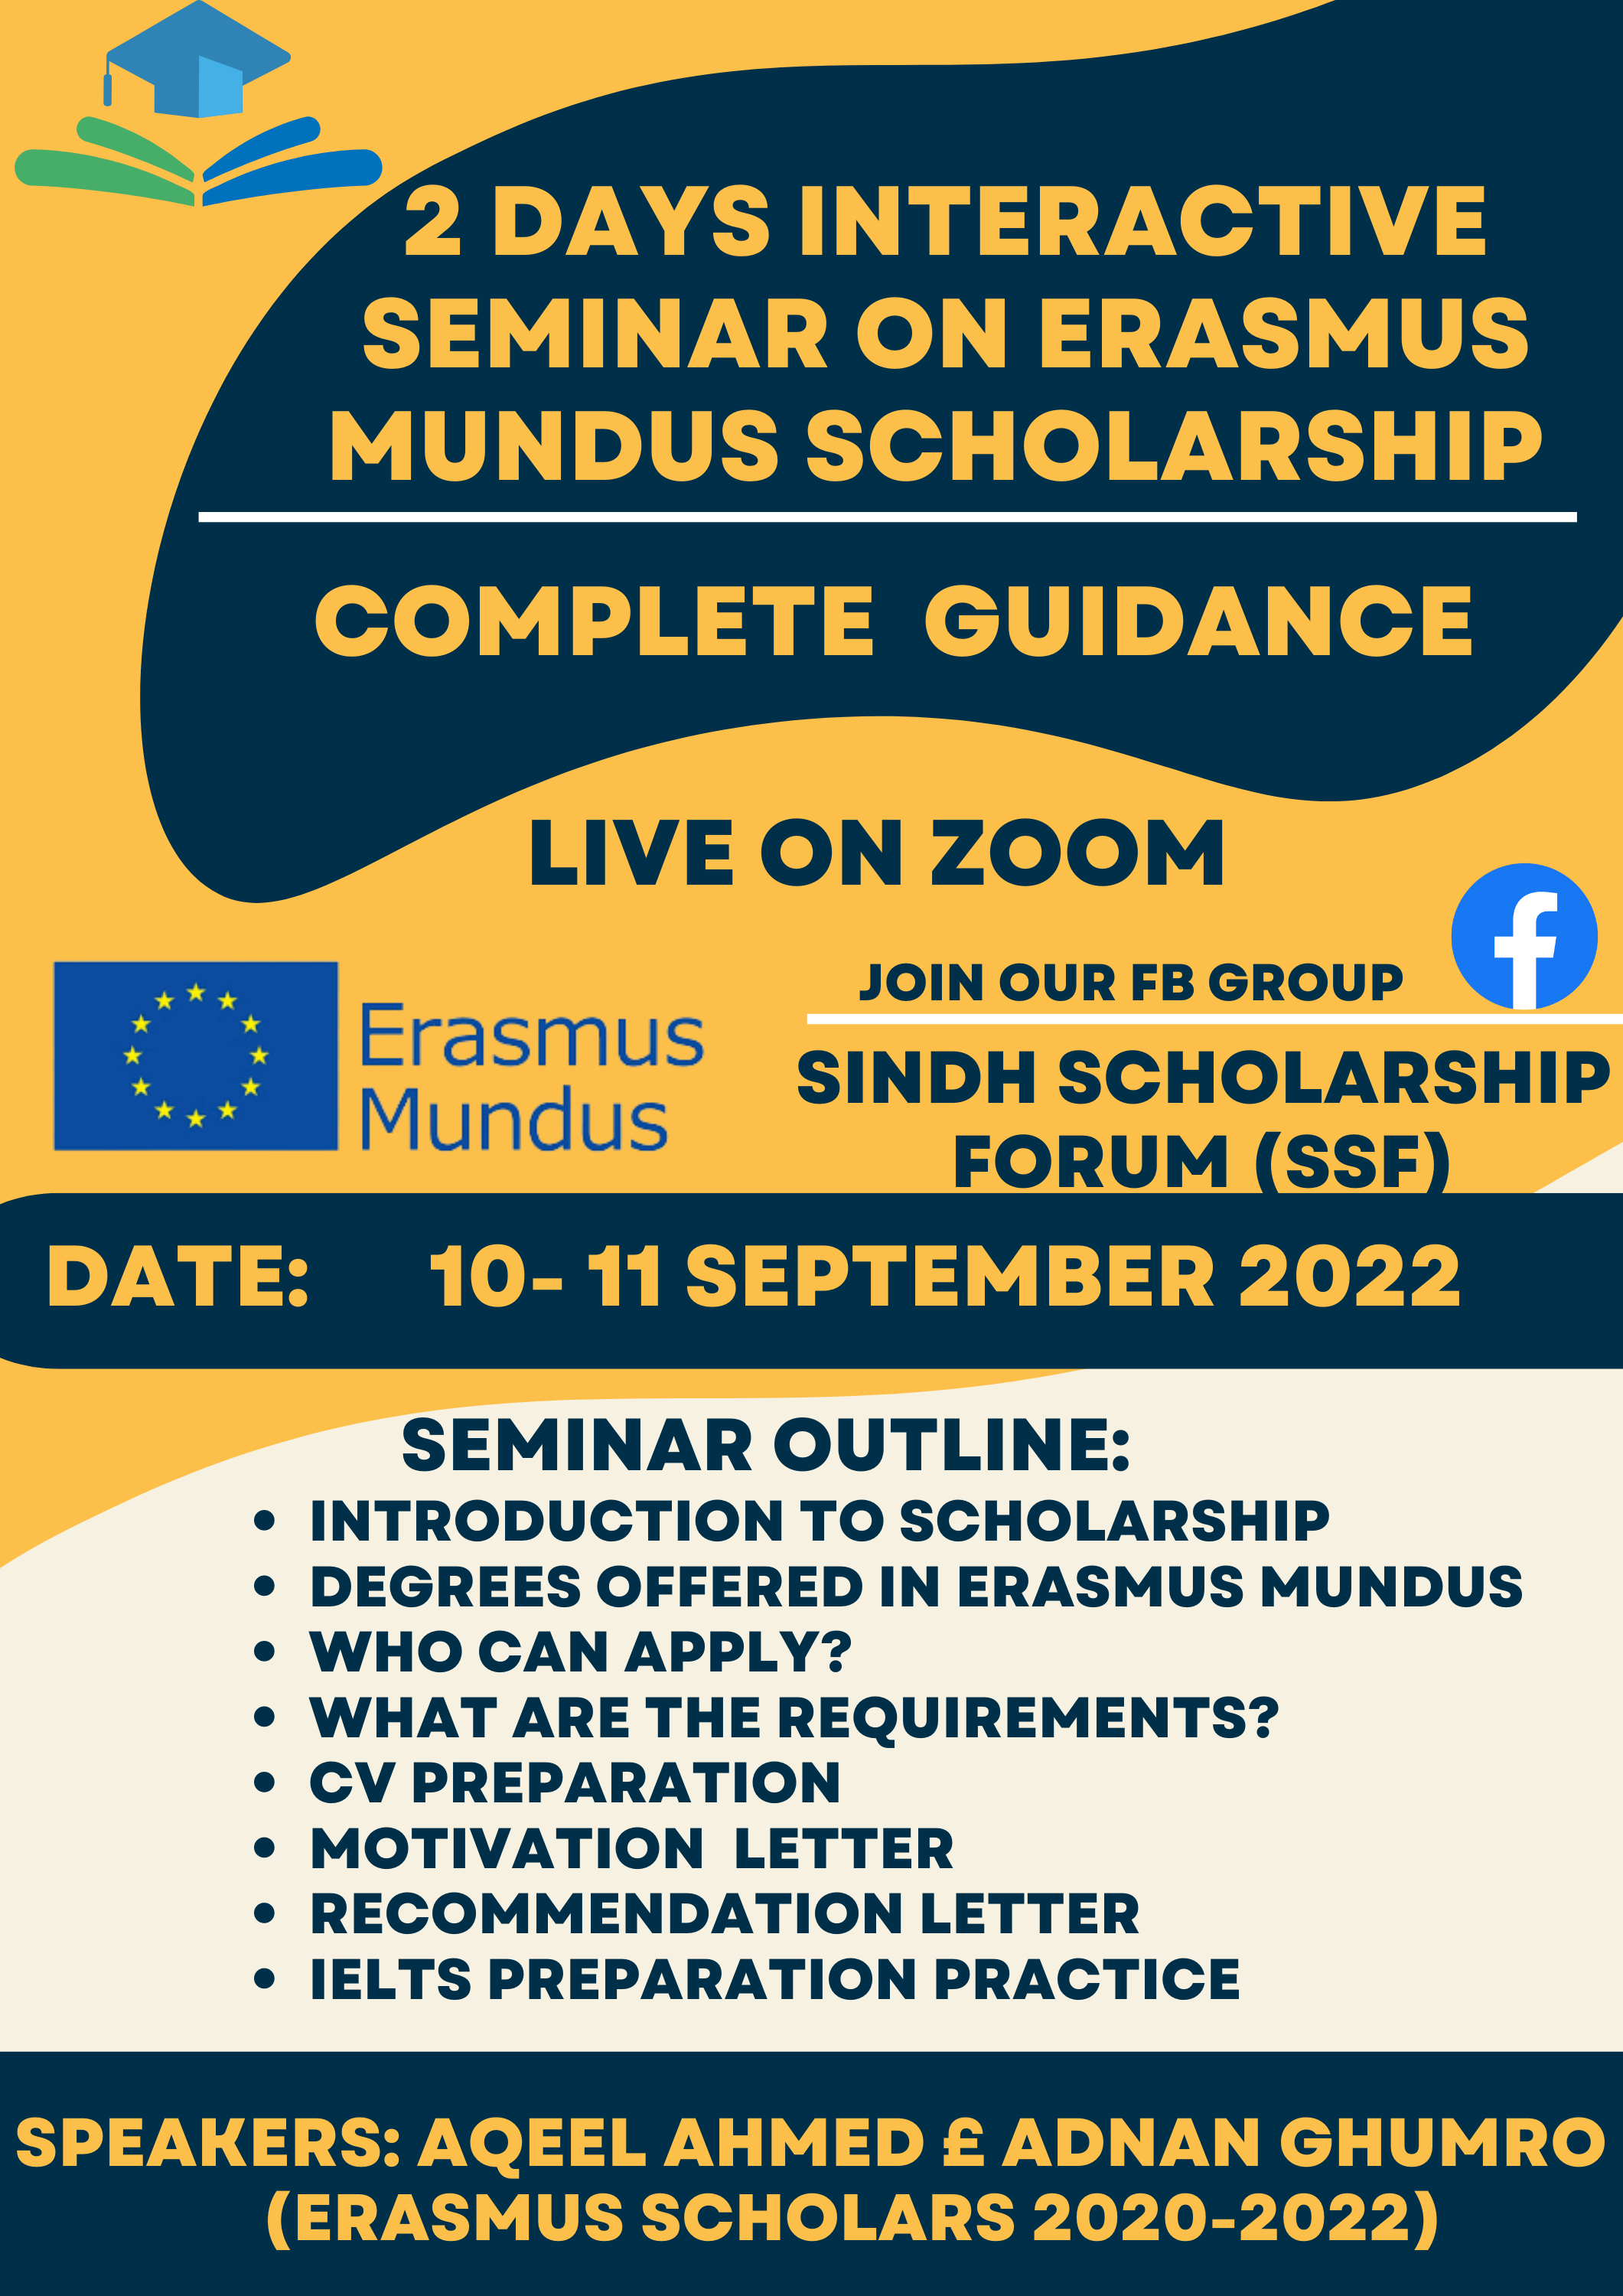 2 DAYS INTERACTIVE
SEMINAR ON ERASMUS
MUNDUS SCHOLARSHIP
COMPLETE GUIDANCE
LIVE ON ZOOM
JOIN OUR FB GROUP
SINDH SCHOLARSHIP
FORUM (SSF)
Erasmus
Mundus
DATE: 10- 11 SEPTEMBER 2022
SEMINAR OUTLINE:
• INTRODUCTION TO SCHOLARSHIP
• DEGREES OFFERED IN ERASMUS MUNDUS
• WHO CAN APPLY?
• WHAT ARE THE REQUIREMENTS?
• CV PREPARATION
• MOTIVATION LETTER
• RECOMMENDATION LETTER
• IELTS PREPARATION PRACTICE
SPEAKERS: AQEEL AHMED £ ADNAN GHUMRO
(ERASMUS SCHOLARS 2020-2022)